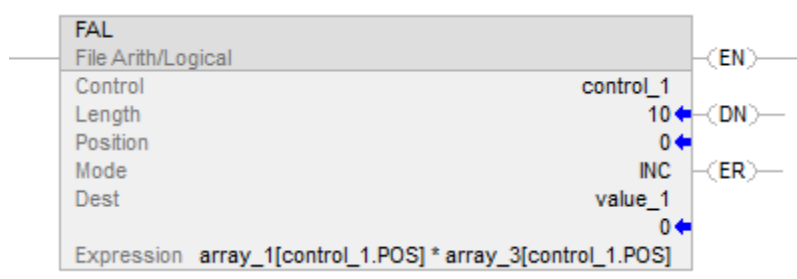 FAL
File Arith/Logical
(EN)
Control control_1
Length 10 (DN)
Position 0
Mode INC (ER)
Dest value_1
0
Expression array_1[control_1.POS] * array_3[control_1.POS]